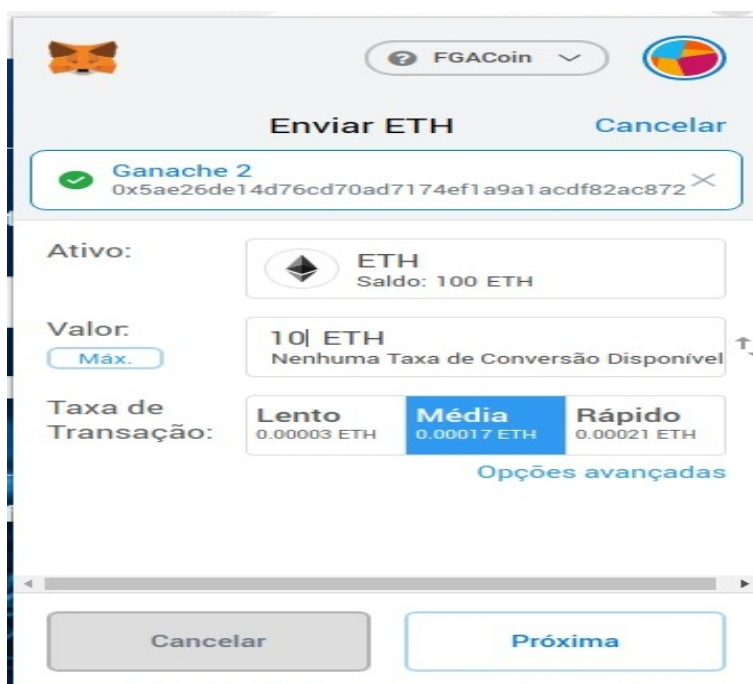 FGACoin
Enviar ETH
Cancelar
Ganache 2
0x5ae26de14d76cd70ad7174ef1a9a1acdf82ac872
Ativo:
ETH
Saldo: 100 ETH
Valor:
Máx.
10 ETH
Nenhuma Taxa de Conversão Disponível
Taxa de
Transação:
Lento
0.00003 ETH
Média
0.00017 ETH
Rápido
0.00021 ETH
Opções avançadas
Cancelar
Próxima